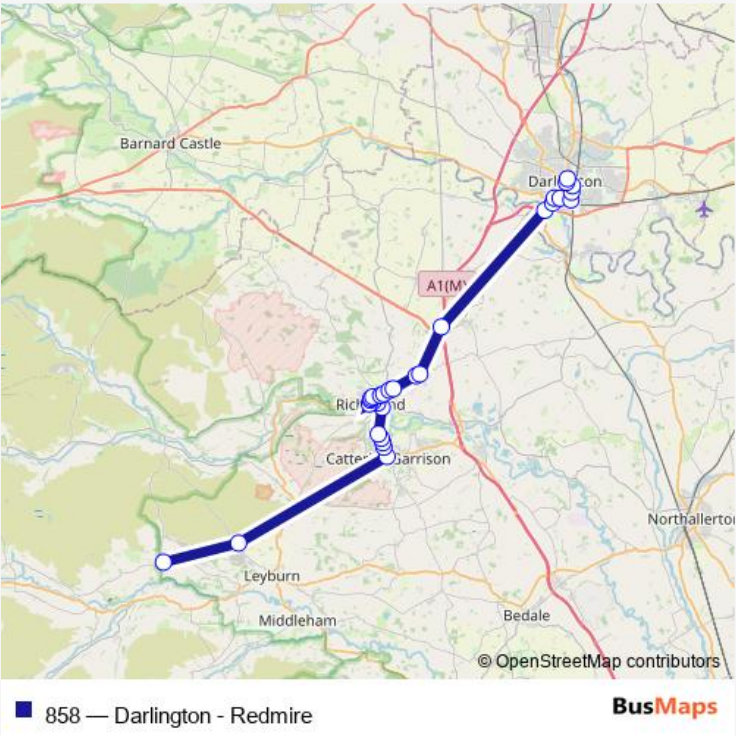 Barnard Castle
Darlington
A1(M)
Richmond
Catterick Garrison
Northallerton
Leyburn
Middleham
Bedale
© OpenStreetMap contributors
858 — Darlington - Redmire
BusMaps